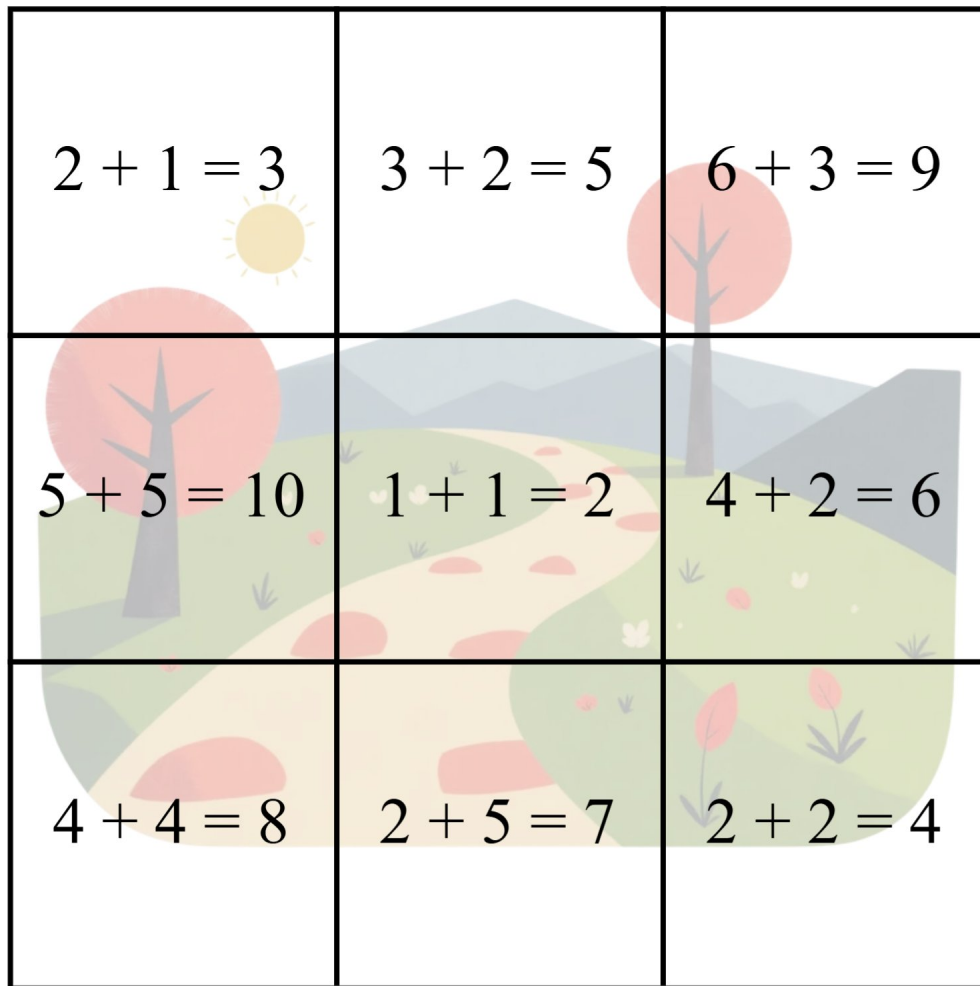 2 + 1 = 3
3 + 2 = 5
6 + 3 = 9
5 + 5 = 10
1 + 1 = 2
4 + 2 = 6
4 + 4 = 8
2 + 5 = 7
2 + 2 = 4